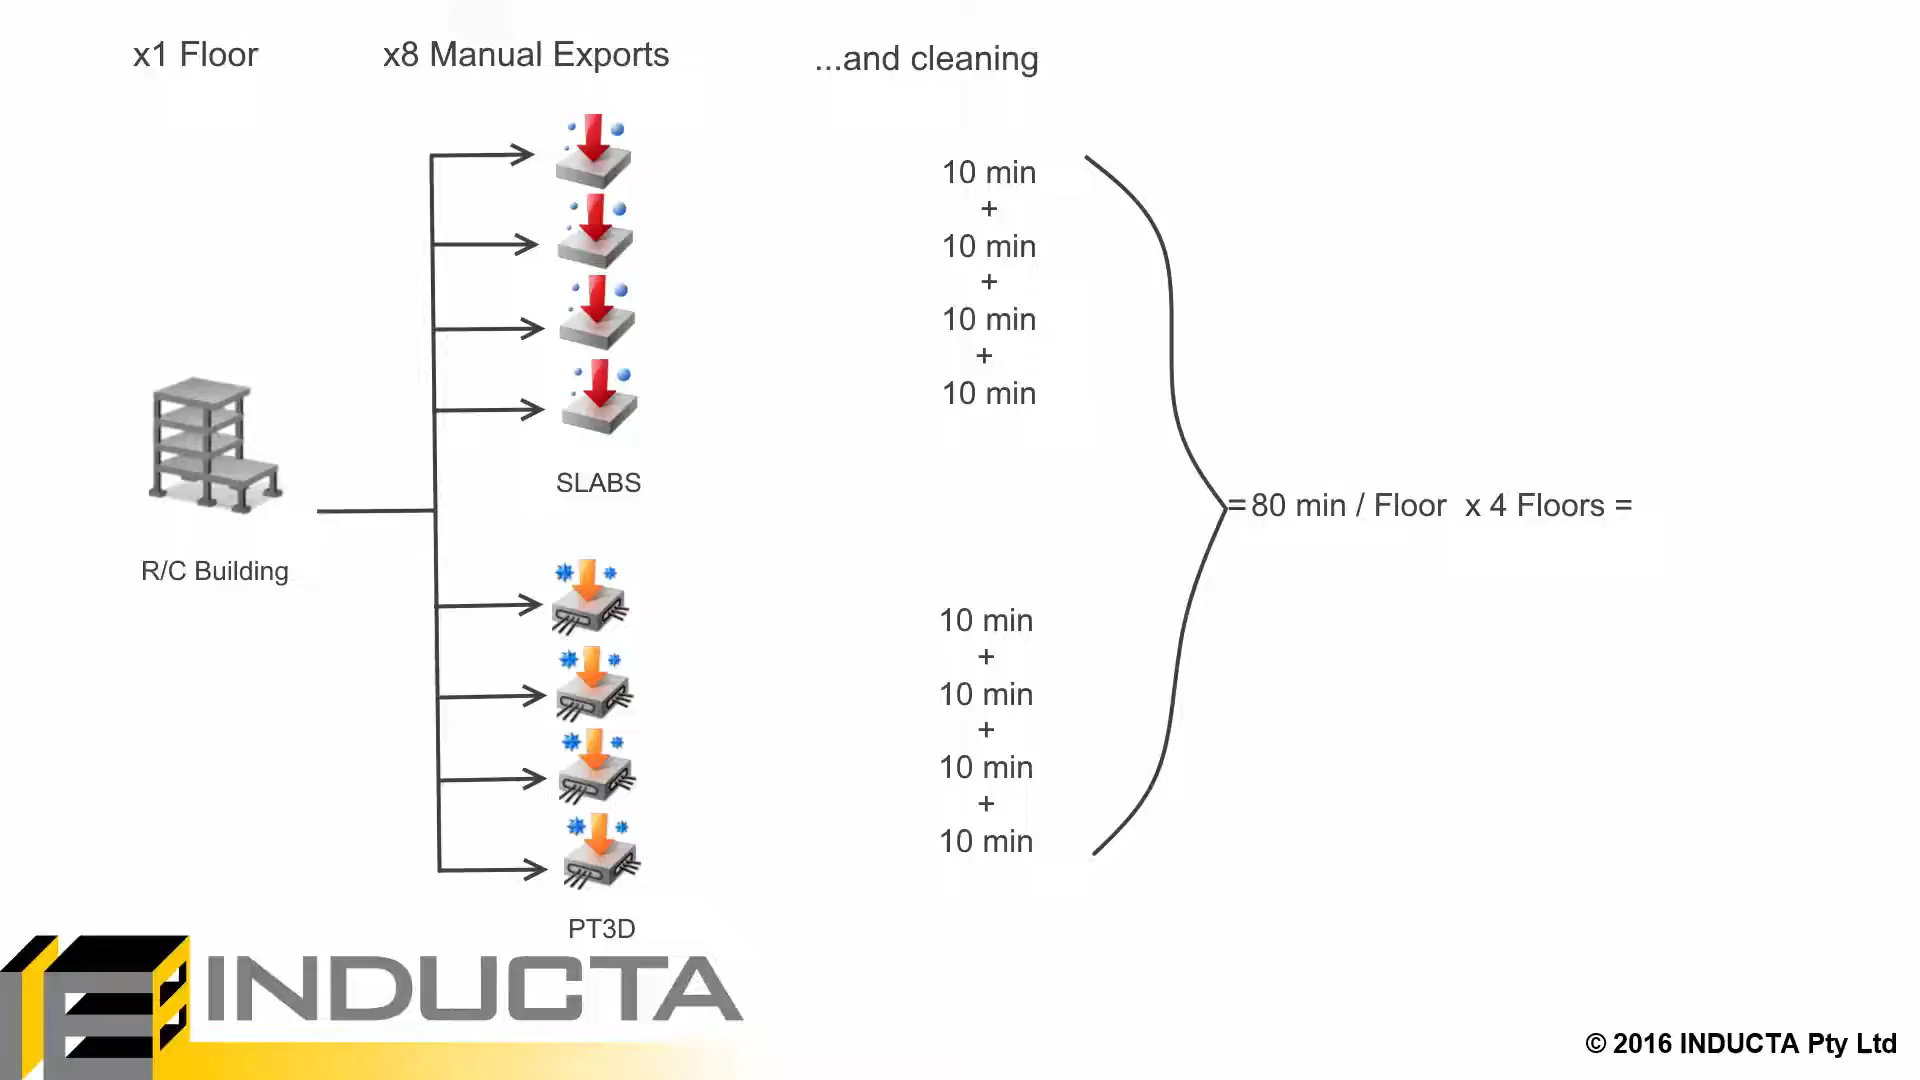 x1 Floor
x8 Manual Exports
...and cleaning
10 min
+
10 min
+
10 min
+
10 min
SLABS
= 80 min / Floor x 4 Floors =
R/C Building
10 min
+
10 min
+
10 min
+
10 min
PT3D
INDUCTA
© 2016 INDUCTA Pty Ltd